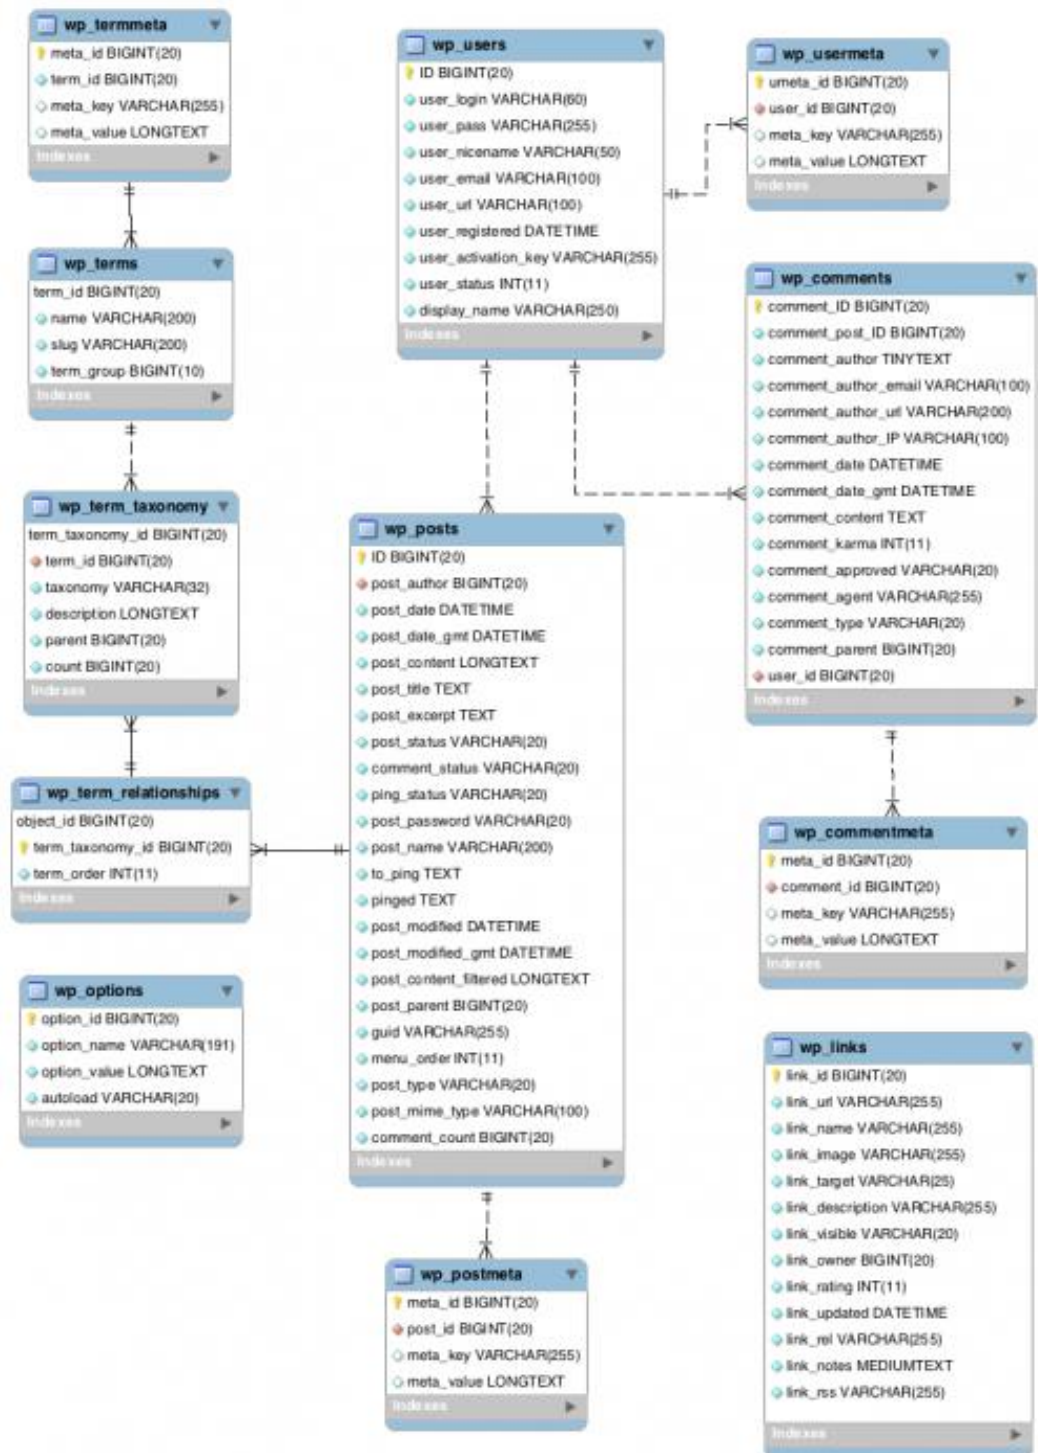 wp_termmeta
meta_id BIGINT(20)
term_id BIGINT(20)
meta_key VARCHAR(255)
meta_value LONGTEXT
Indexes
wp_terms
term_id BIGINT(20)
name VARCHAR(200)
slug VARCHAR(200)
term_group BIGINT(10)
Indexes
wp_term_taxonomy
term_taxonomy_id BIGINT(20)
term_id BIGINT(20)
taxonomy VARCHAR(32)
description LONGTEXT
parent BIGINT(20)
count BIGINT(20)
Indexes
wp_term_relationships
object_id BIGINT(20)
term_taxonomy_id BIGINT(20)
term_order INT(11)
Indexes
wp_options
option_id BIGINT(20)
option_name VARCHAR(191)
option_value LONGTEXT
autoload VARCHAR(20)
Indexes
wp_users
ID BIGINT(20)
user_login VARCHAR(60)
user_pass VARCHAR(255)
user_nicename VARCHAR(50)
user_email VARCHAR(100)
user_url VARCHAR(100)
user_registered DATETIME
user_activation_key VARCHAR(255)
user_status INT(11)
display_name VARCHAR(250)
Indexes
wp_posts
ID BIGINT(20)
post_author BIGINT(20)
post_date DATETIME
post_date_gmt DATETIME
post_content LONGTEXT
post_title TEXT
post_excerpt TEXT
post_status VARCHAR(20)
comment_status VARCHAR(20)
ping_status VARCHAR(20)
post_password VARCHAR(20)
post_name VARCHAR(200)
to_ping TEXT
pinged TEXT
post_modified DATETIME
post_modified_gmt DATETIME
post_content_filtered LONGTEXT
post_parent BIGINT(20)
guid VARCHAR(255)
menu_order INT(11)
post_type VARCHAR(20)
post_mime_type VARCHAR(100)
comment_count BIGINT(20)
Indexes
wp_postmeta
meta_id BIGINT(20)
post_id BIGINT(20)
meta_key VARCHAR(255)
meta_value LONGTEXT
Indexes
wp_usermeta
umeta_id BIGINT(20)
user_id BIGINT(20)
meta_key VARCHAR(255)
meta_value LONGTEXT
Indexes
wp_comments
comment_ID BIGINT(20)
comment_post_ID BIGINT(20)
comment_author TINYTEXT
comment_author_email VARCHAR(100)
comment_author_url VARCHAR(200)
comment_author_IP VARCHAR(100)
comment_date DATETIME
comment_date_gmt DATETIME
comment_content TEXT
comment_karma INT(11)
comment_approved VARCHAR(20)
comment_agent VARCHAR(255)
comment_type VARCHAR(20)
comment_parent BIGINT(20)
user_id BIGINT(20)
Indexes
wp_commentmeta
meta_id BIGINT(20)
comment_id BIGINT(20)
meta_key VARCHAR(255)
meta_value LONGTEXT
Indexes
wp_links
link_id BIGINT(20)
link_url VARCHAR(255)
link_name VARCHAR(255)
link_image VARCHAR(255)
link_target VARCHAR(25)
link_description VARCHAR(255)
link_visible VARCHAR(20)
link_owner BIGINT(20)
link_rating INT(11)
link_updated DATETIME
link_rel VARCHAR(255)
link_notes MEDIUMTEXT
link_rss VARCHAR(255)
Indexes